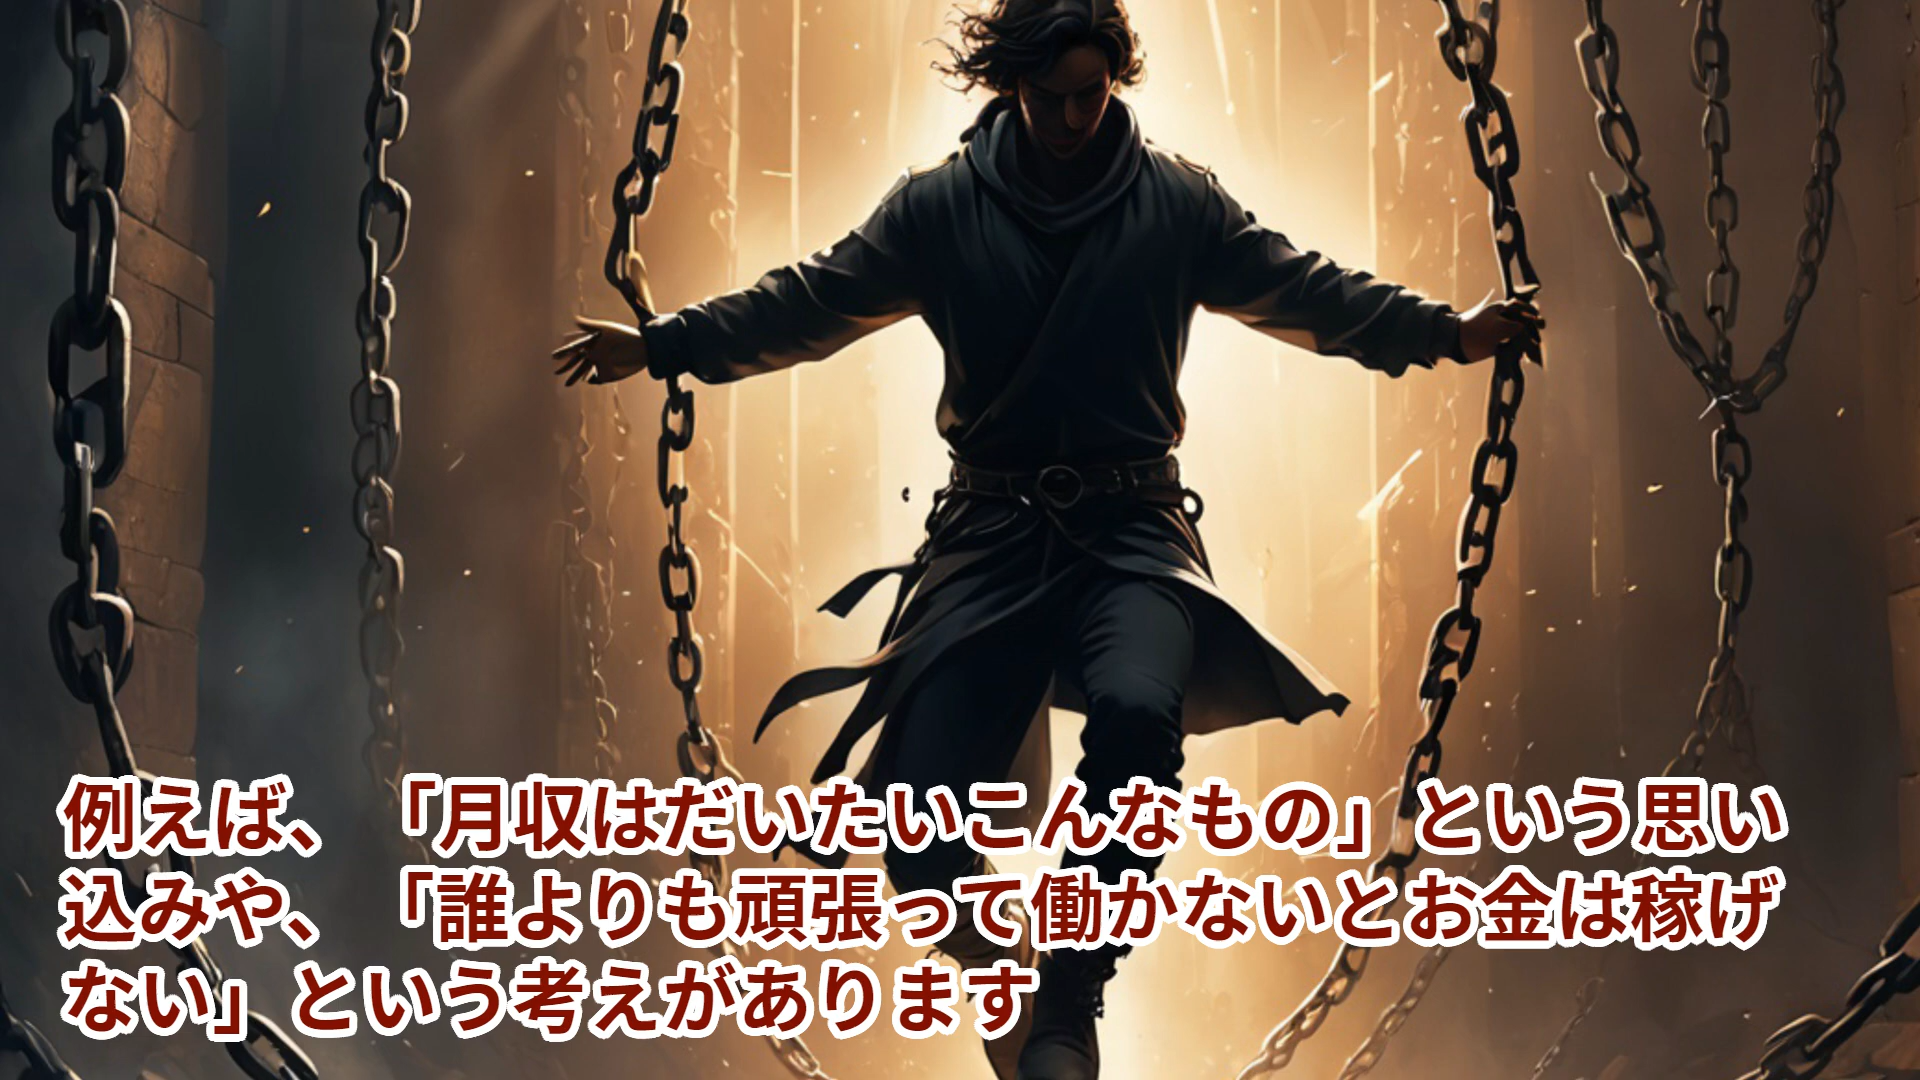 例えば、「月収はだいたいこんなもの」という思い
込みや、「誰よりも頑張って働かないとお金は稼げ
ない」という考えがあります